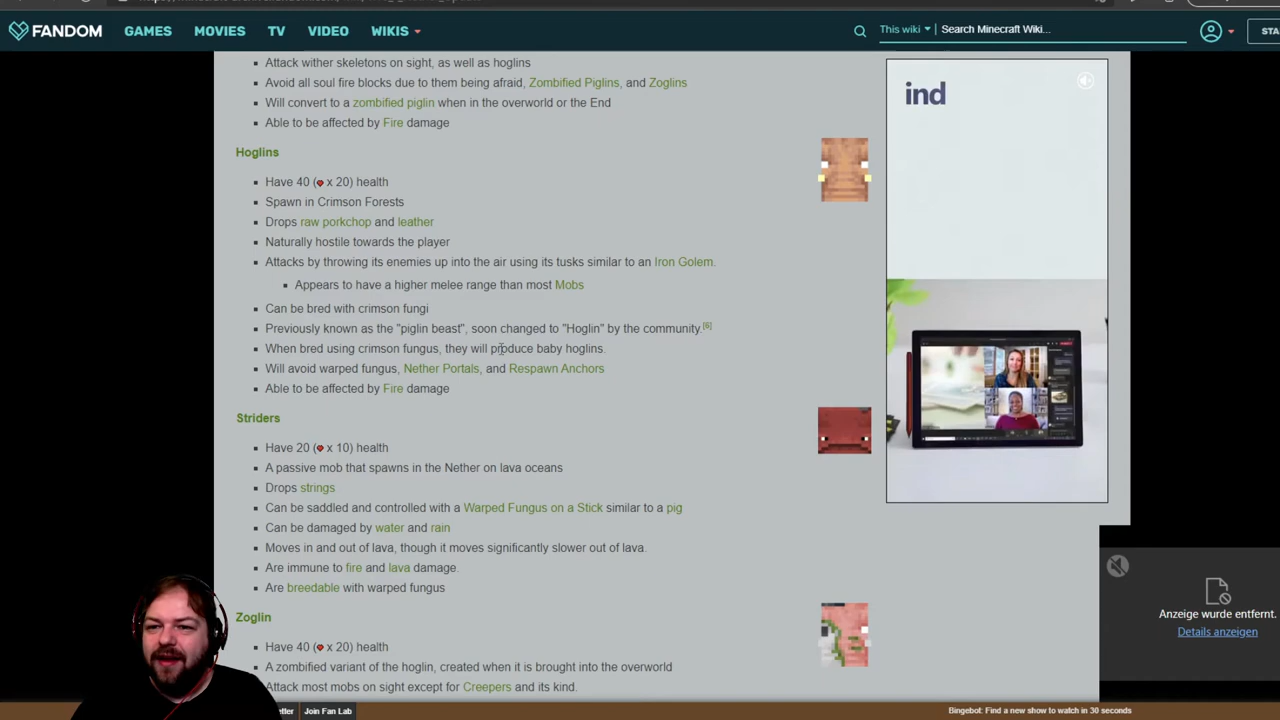 FANDOM GAMES MOVIES TV VIDEO WIKIS This wiki Search Minecraft Wiki... STA
Attack wither skeletons on sight, as well as hoglins
Avoid all soul fire blocks due to them being afraid, Zombified Piglins, and Zoglins
Will convert to a zombified piglin when in the overworld or the End
Able to be affected by Fire damage
Hoglins
Have 40 ( x 20) health
Spawn in Crimson Forests
Drops raw porkchop and leather
Naturally hostile towards the player
Attacks by throwing its enemies up into the air using its tusks similar to an Iron Golem.
Appears to have a higher melee range than most Mobs
Can be bred with crimson fungi
Previously known as the "piglin beast", soon changed to "Hoglin" by the community.[6]
When bred using crimson fungus, they will produce baby hoglins.
Will avoid warped fungus, Nether Portals, and Respawn Anchors
Able to be affected by Fire damage
Striders
Have 20 ( x 10) health
A passive mob that spawns in the Nether on lava oceans
Drops strings
Can be saddled and controlled with a Warped Fungus on a Stick similar to a pig
Can be damaged by water and rain
Moves in and out of lava, though it moves significantly slower out of lava.
Are immune to fire and lava damage.
Are breedable with warped fungus
Zoglin
Have 40 ( x 20) health
A zombified variant of the hoglin, created when it is brought into the overworld
Attack most mobs on sight except for Creepers and its kind.
ind
Anzeige wurde entfernt.
Details anzeigen
Join Fan Lab
Bingebot: Find a new show to watch in 30 seconds